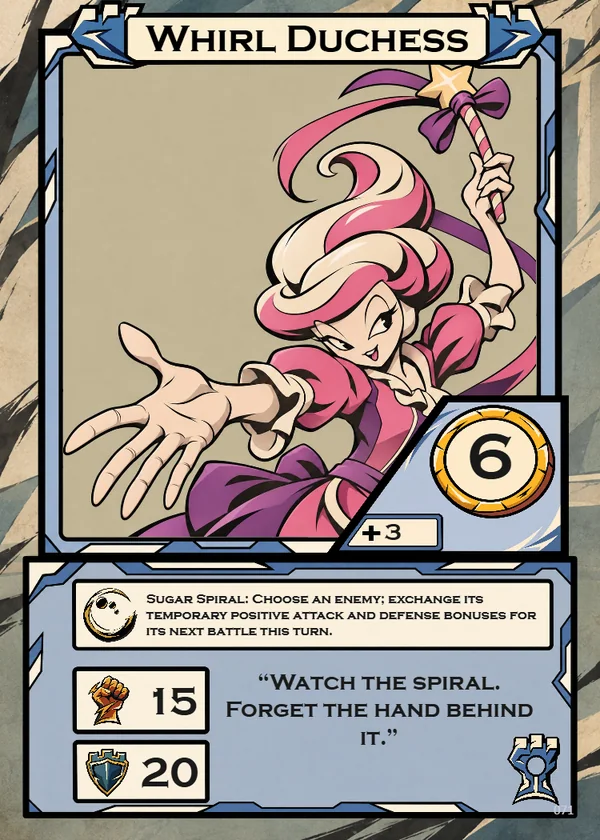 Whirl Duchess
6
+3
Sugar Spiral: Choose an enemy; exchange its
temporary positive attack and defense bonuses for
its next battle this turn.
15
20
“Watch the spiral.
Forget the hand behind
it.”
071